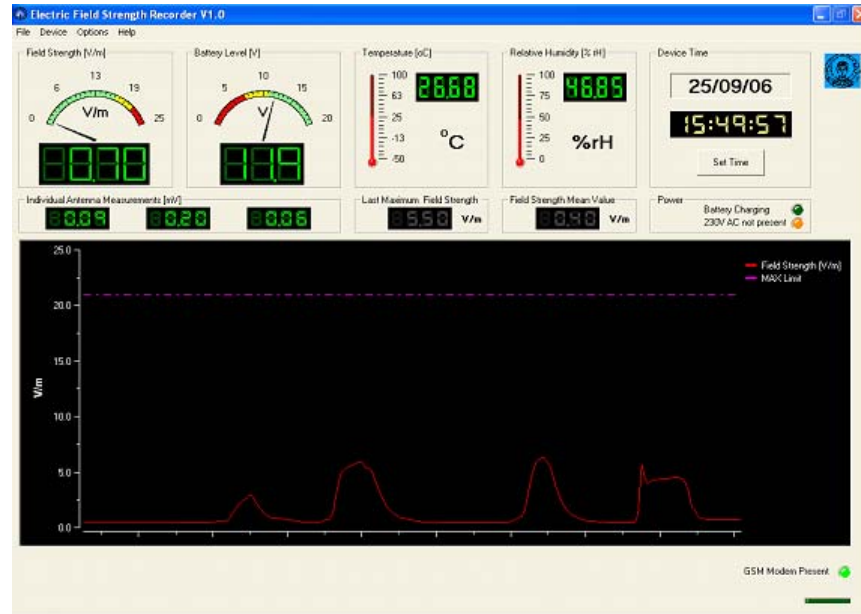 Electric Field Strength Recorder V1.0
File Device Options Help
Field Strength [V/m]
0 6 13 19 25
V/m
0.70
Battery Level [V]
0 5 10 15 20
V
11.9
Temperature [oC]
100
63
25
-13
-50
26.68
°C
Relative Humidity [% rH]
100
75
50
25
0
46.85
%rH
Device Time
25/09/06
15:49:57
Set Time
Individual Antenna Measurements [mV]
0.09 0.20 0.06
Last Maximum Field Strength
5.50 V/m
Field Strength Mean Value
0.40 V/m
Power
Battery Charging
230V AC not present
25.0
20.0
15.0
10.0
5.0
0.0
V/m
Field Strength [V/m]
MAX Limit
GSM Modem Present